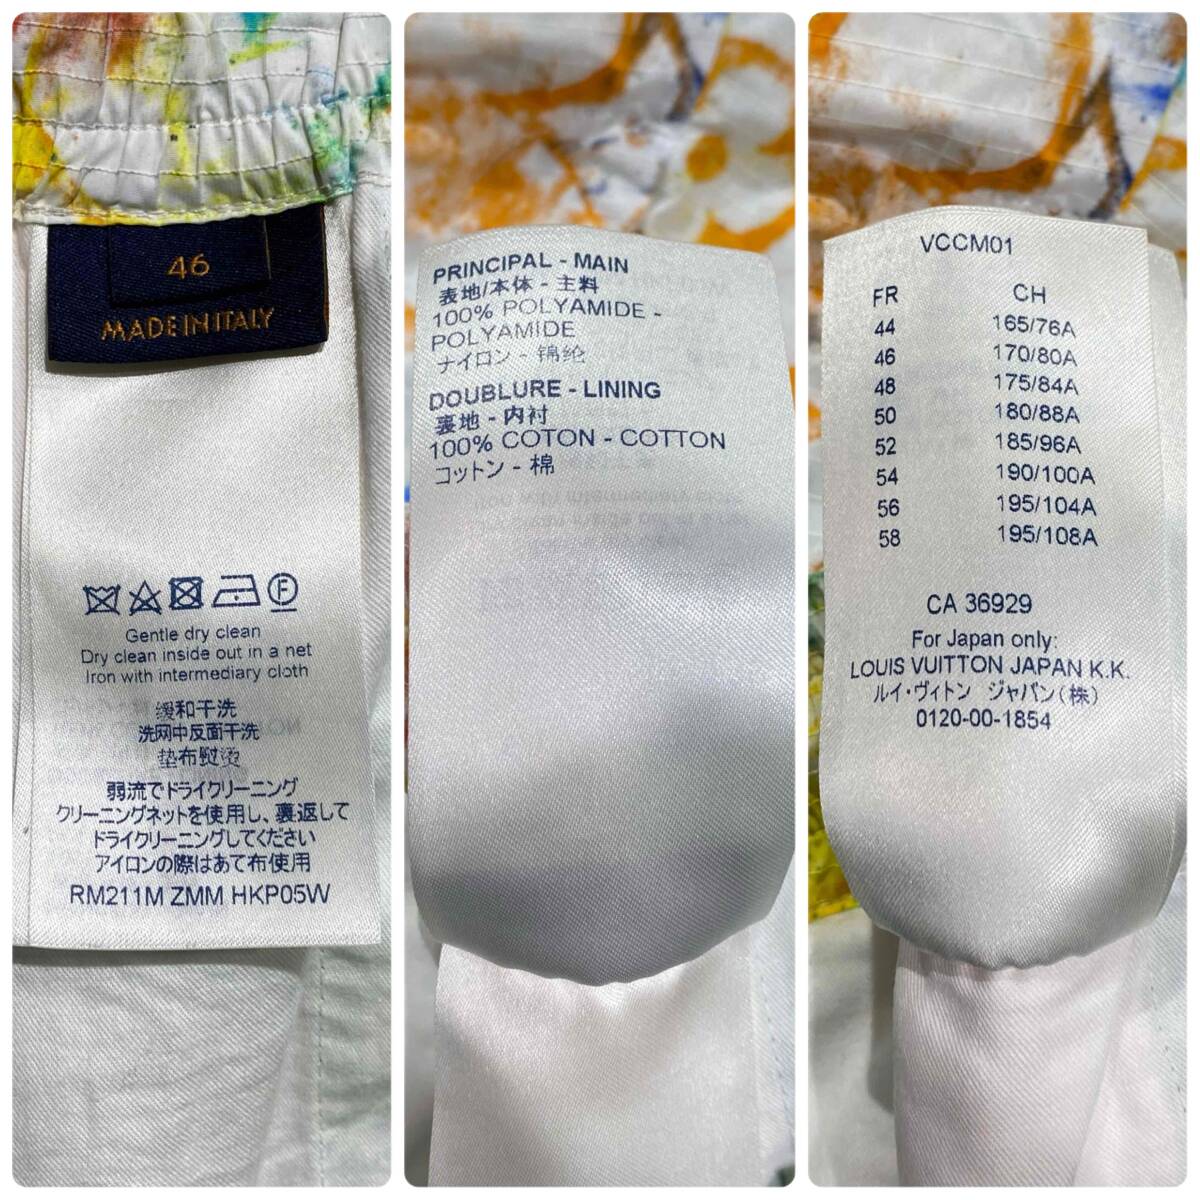 46
MADE IN ITALY
Gentle dry clean
Dry clean inside out in a net
Iron with intermediary cloth
缓和干洗
洗网中反面干洗
垫布熨烫
弱流でドライクリーニング
クリーニングネットを使用し、裏返して
ドライクリーニングしてください
アイロンの際はあて布使用
RM211M ZMM HKP05W
PRINCIPAL - MAIN
表地/本体 - 主料
100% POLYAMIDE -
POLYAMIDE
ナイロン - 锦纶
DOUBLURE - LINING
裏地 - 内衬
100% COTON - COTTON
コットン - 棉
VCCM01
FR CH
44 165/76A
46 170/80A
48 175/84A
50 180/88A
52 185/96A
54 190/100A
56 195/104A
58 195/108A
CA 36929
For Japan only:
LOUIS VUITTON JAPAN K.K.
ルイ・ヴィトン ジャパン(株)
0120-00-1854